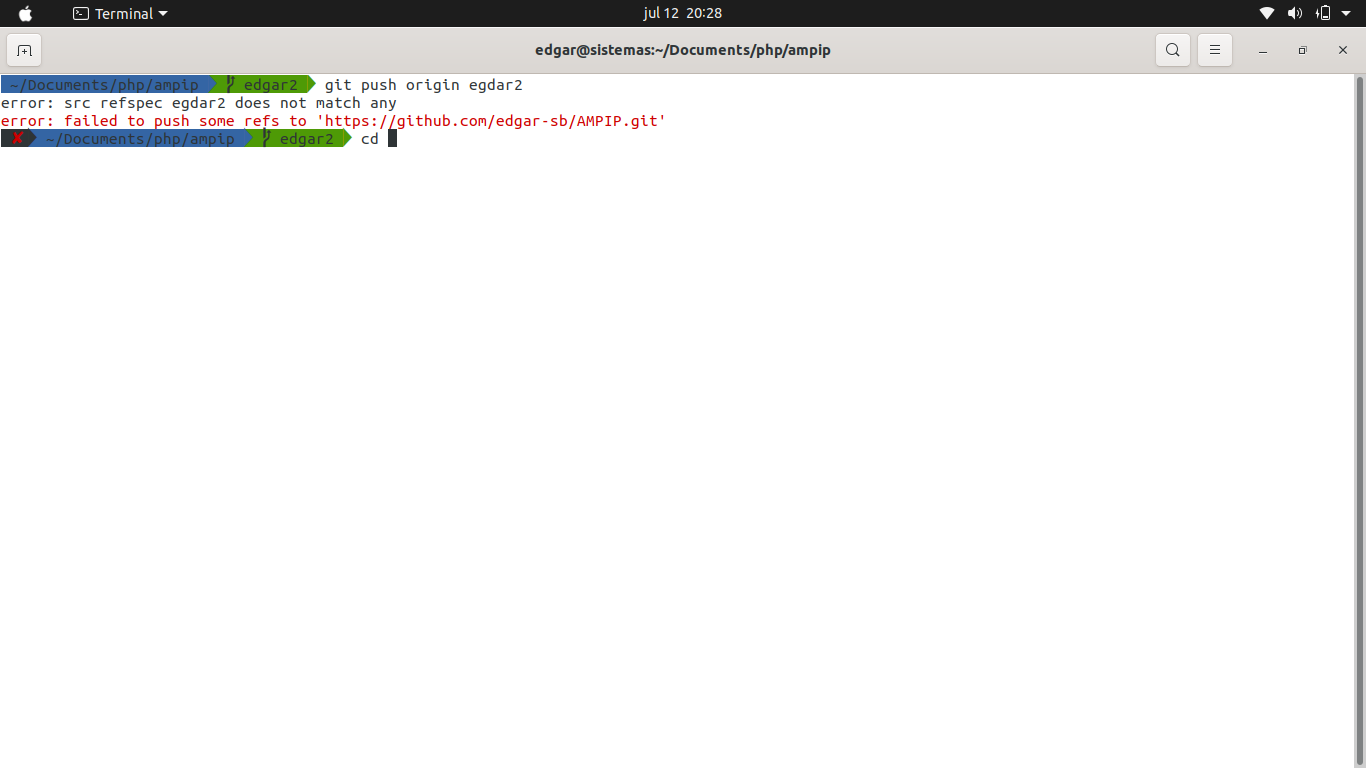 Terminal
jul 12 20:28
edgar@sistemas:~/Documents/php/ampip
~/Documents/php/ampip edgar2 git push origin egdar2
error: src refspec egdar2 does not match any
error: failed to push some refs to 'https://github.com/edgar-sb/AMPIP.git'
✘ ~/Documents/php/ampip edgar2 cd